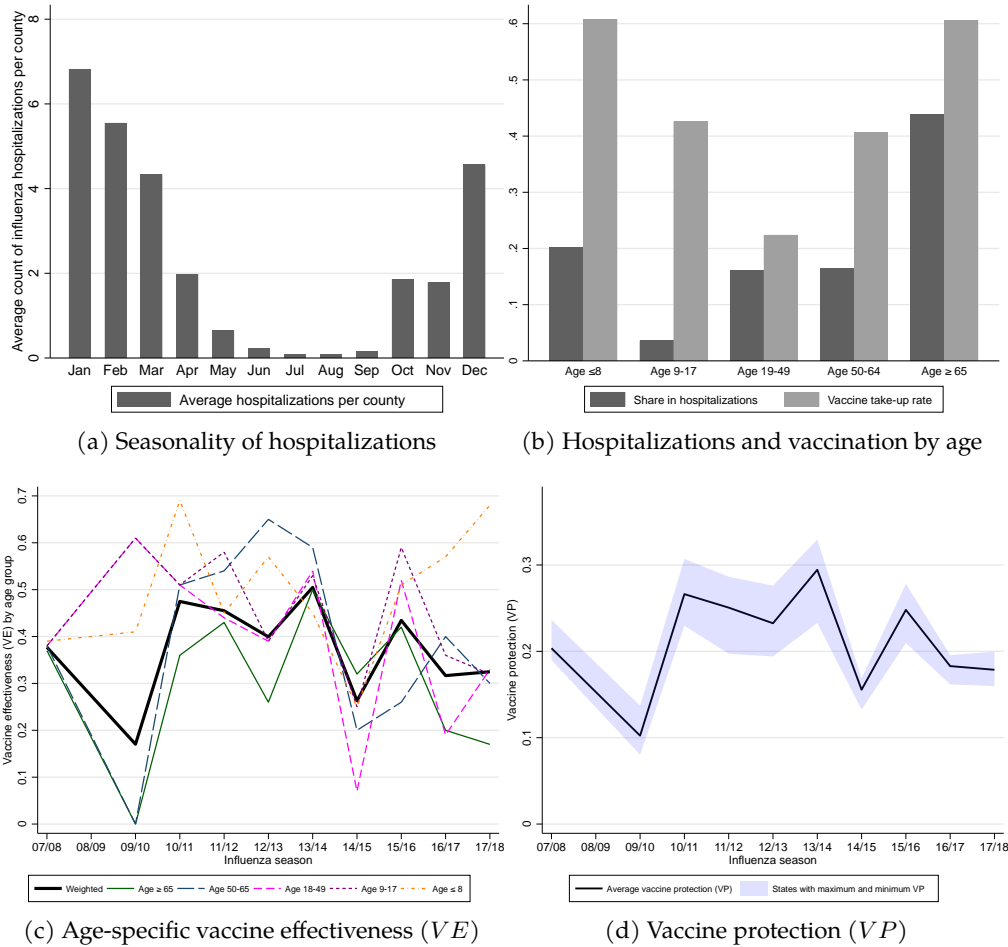 Average count of influenza hospitalizations per county
8
6
4
2
0
Jan Feb Mar Apr May Jun Jul Aug Sep Oct Nov Dec
Average hospitalizations per county
(a) Seasonality of hospitalizations
.6
.5
.4
.3
.2
.1
0
Age ≤8 Age 9-17 Age 19-49 Age 50-64 Age ≥ 65
Share in hospitalizations Vaccine take-up rate
(b) Hospitalizations and vaccination by age
Vaccine effectiveness (VE) by age group
0.7
0.6
0.5
0.4
0.3
0.2
0.1
0
07/08 08/09 09/10 10/11 11/12 12/13 13/14 14/15 15/16 16/17 17/18
Influenza season
Weighted Age ≥ 65 Age 50-65 Age 18-49 Age 9-17 Age ≤ 8
(c) Age-specific vaccine effectiveness (VE)
Vaccine protection (VP)
0.3
0.2
0.1
0
07/08 08/09 09/10 10/11 11/12 12/13 13/14 14/15 15/16 16/17 17/18
Influenza season
Average vaccine protection (VP) States with maximum and minimum VP
(d) Vaccine protection (VP)